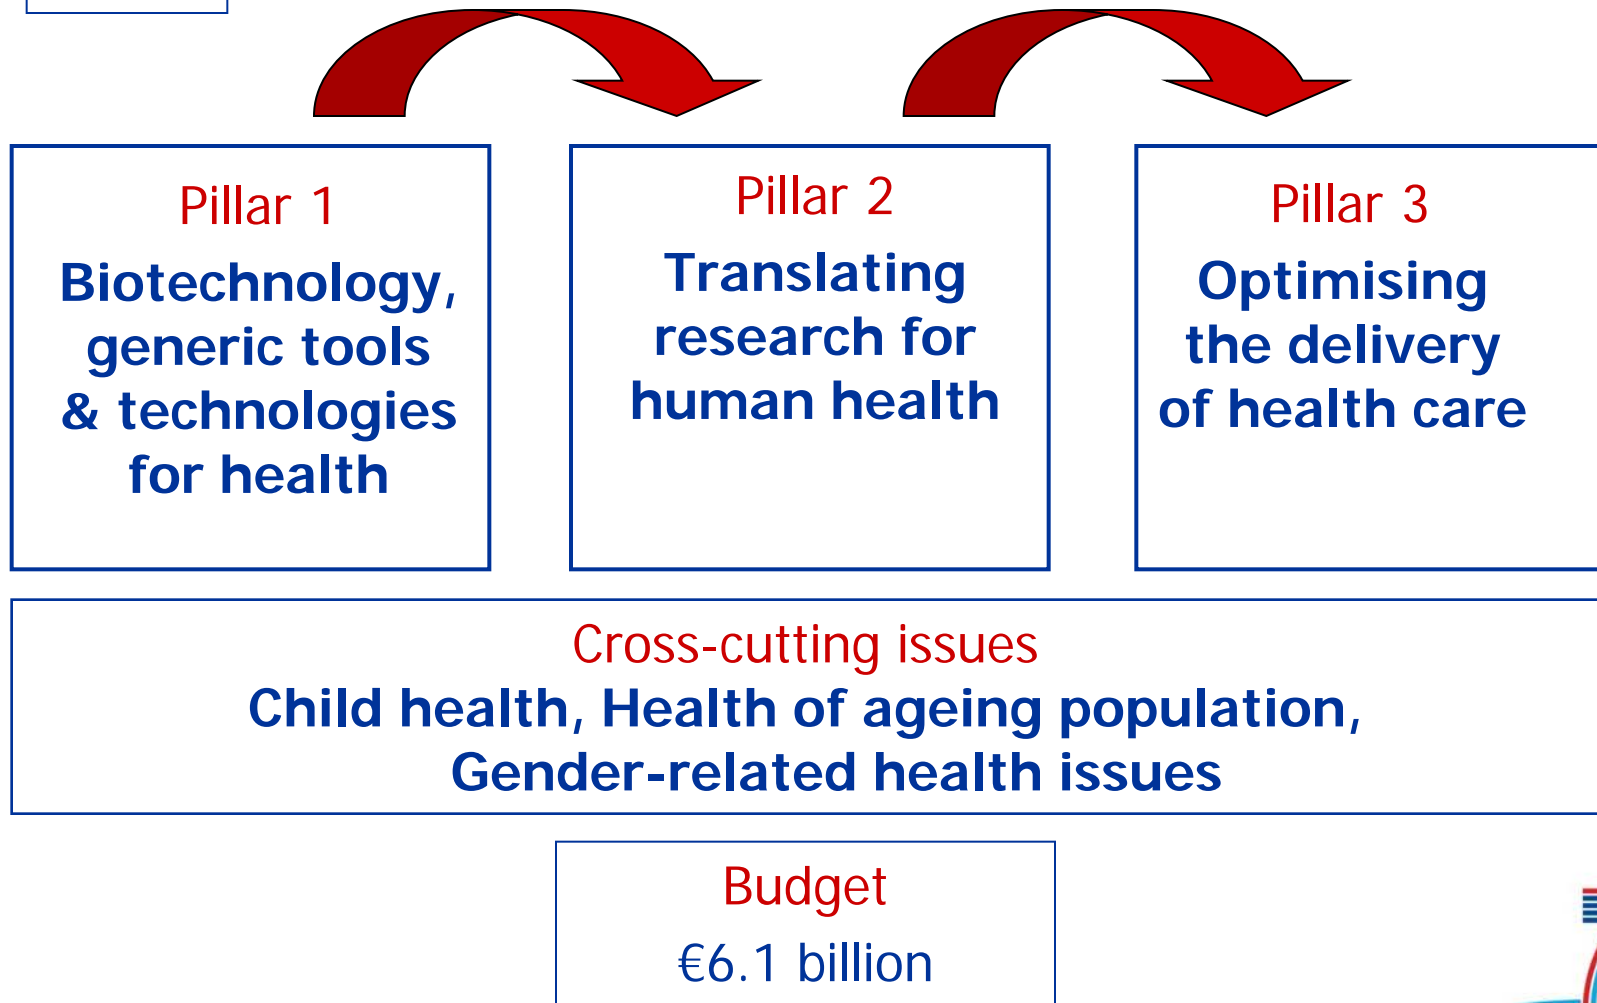 Pillar 1
Biotechnology,
generic tools
& technologies
for health
Pillar 2
Translating
research for
human health
Pillar 3
Optimising
the delivery
of health care
Cross-cutting issues
Child health, Health of ageing population,
Gender-related health issues
Budget
€6.1 billion